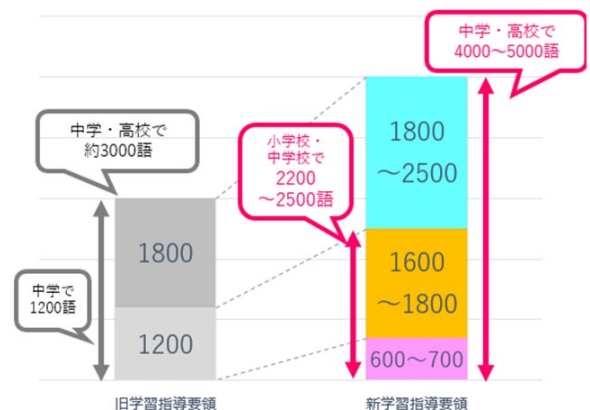 中学・高校で
4000～5000語
中学・高校で
約3000語
小学校・
中学校で
2200
～2500語
1800
～2500
1800
1600
～1800
中学で
1200語
1200
600～700
旧学習指導要領
新学習指導要領